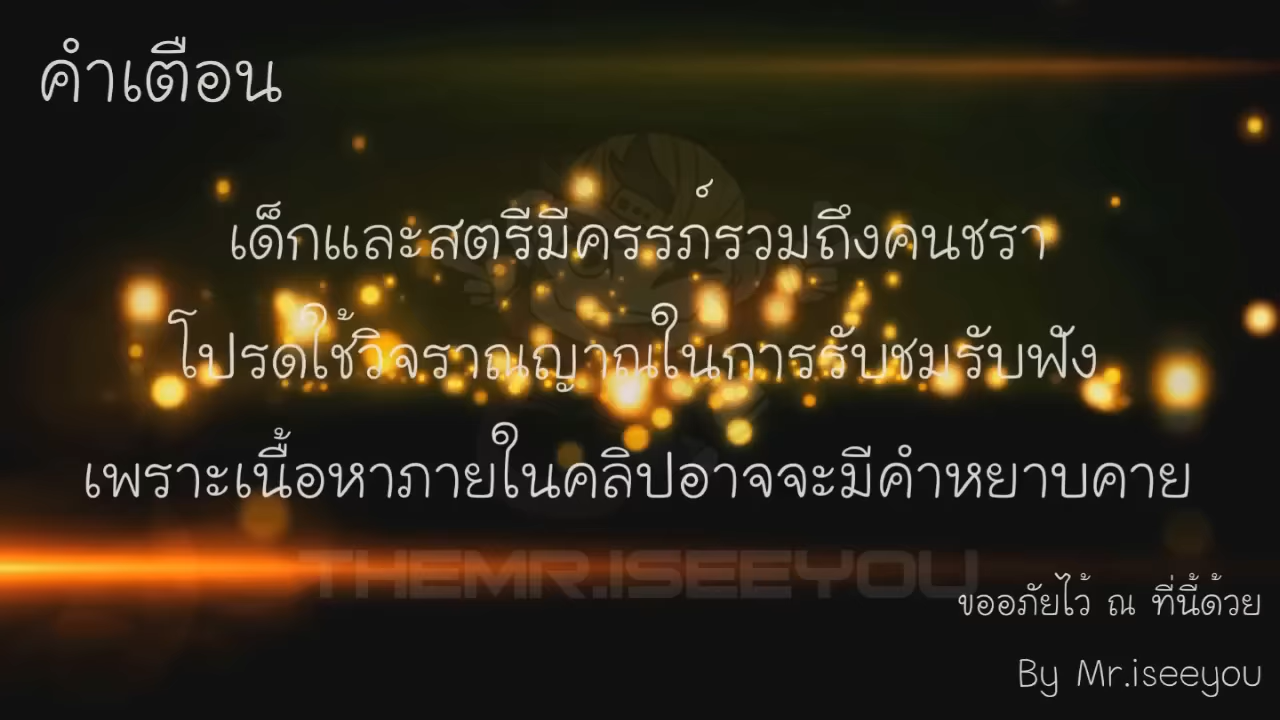 คำเตือน
เด็กและสตรีมีครรภ์รวมถึงคนชรา
โปรดใช้วิจราณญาณในการรับชมรับฟัง
เพราะเนื้อหาภายในคลิปอาจจะมีคำหยาบคาย
THEMR.ISEEYOU
ขออภัยไว้ ณ ที่นี้ด้วย
By Mr.iseeyou